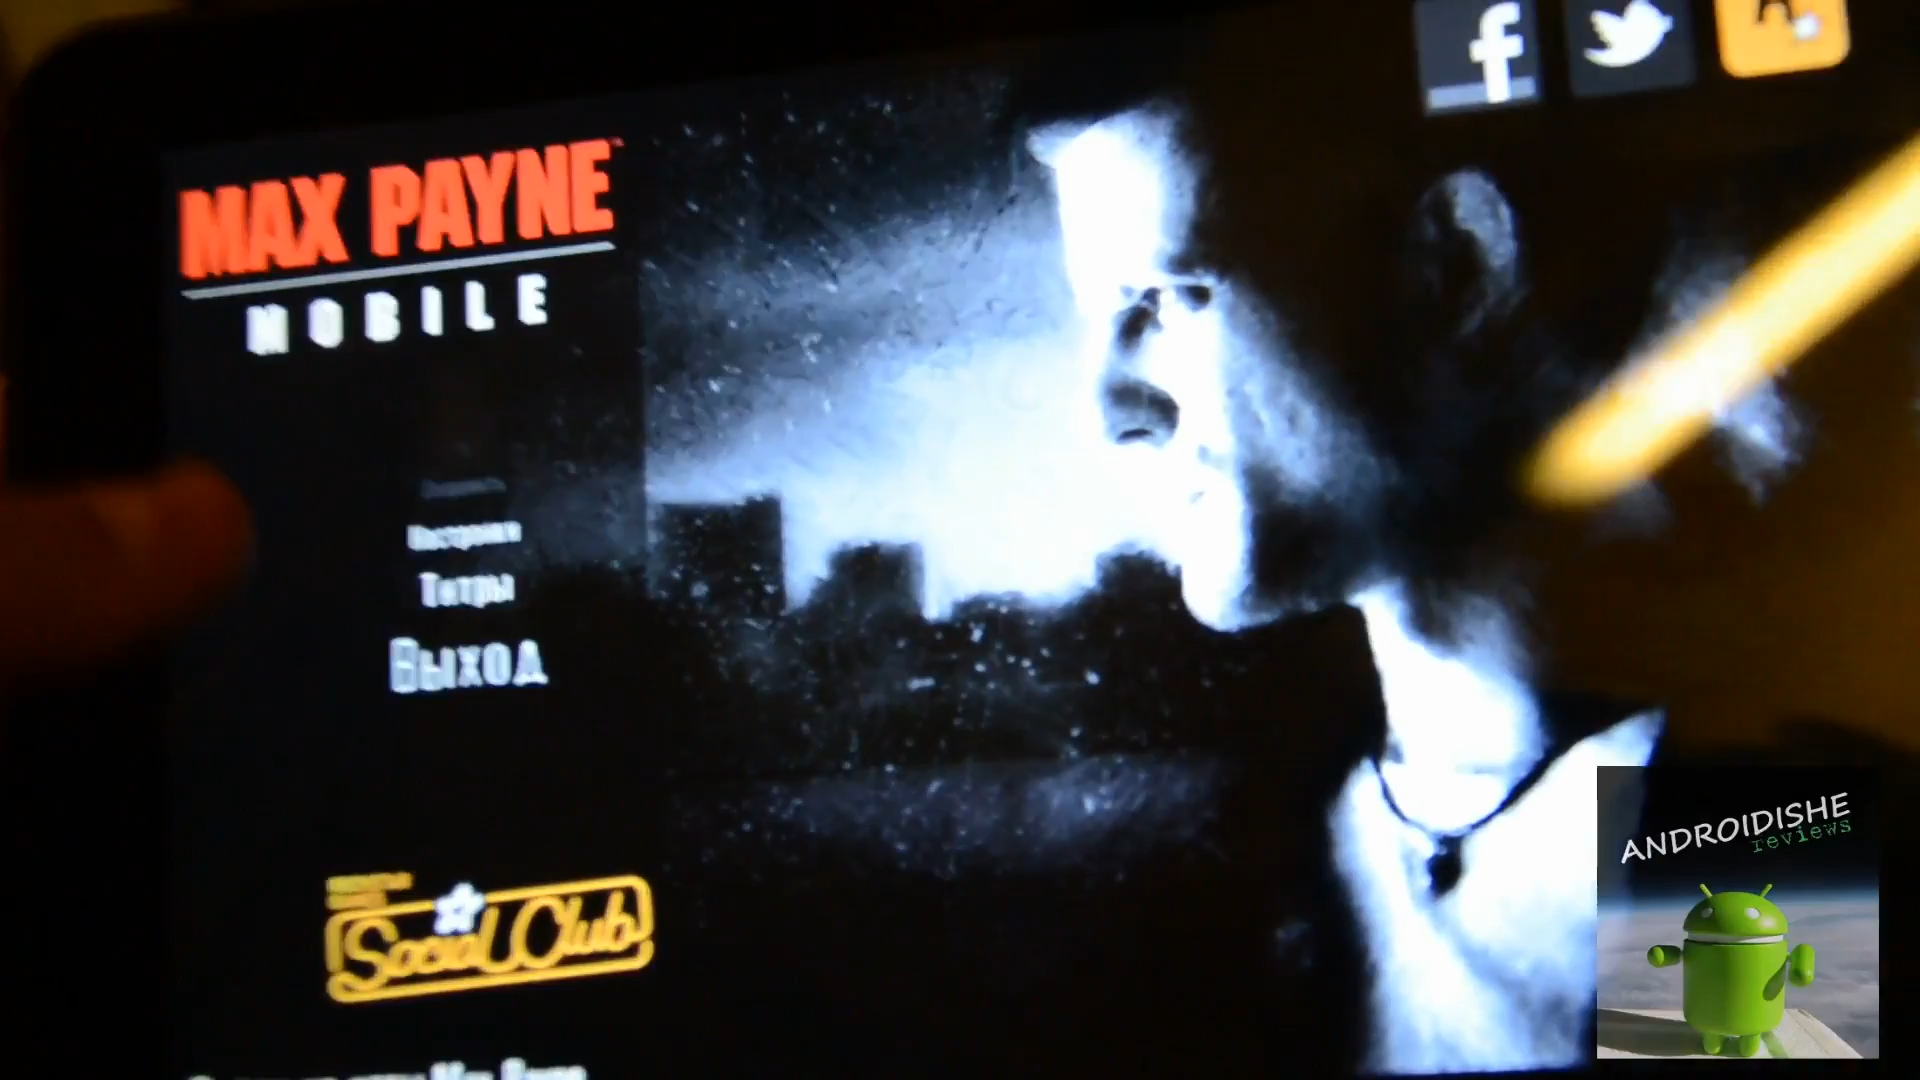 MAX PAYNE
MOBILE
Настройки
Титры
Выход
Social Club
ANDROIDISHE
reviews